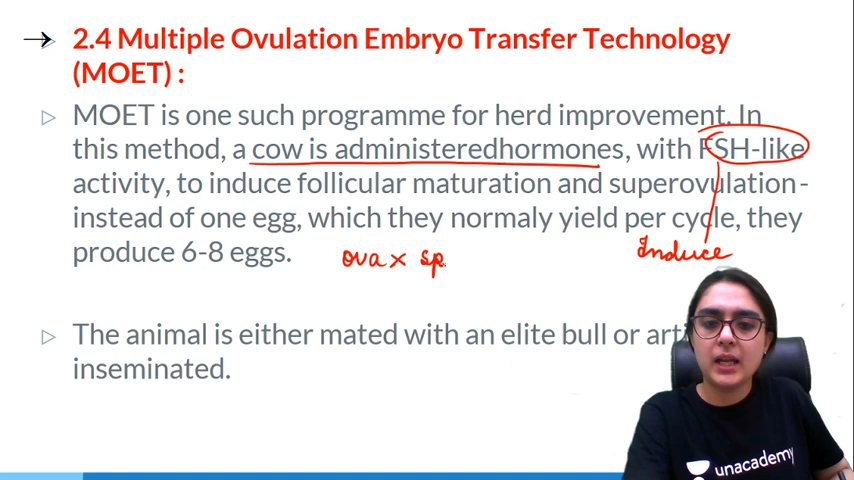 → 2.4 Multiple Ovulation Embryo Transfer Technology
(MOET) :
MOET is one such programme for herd improvement. In
this method, a cow is administeredhormones, with FSH-like
activity, to induce follicular maturation and superovulation-
instead of one egg, which they normaly yield per cycle, they
produce 6-8 eggs.
ova x sp
Induce
The animal is either mated with an elite bull or arti
inseminated.
unacademy